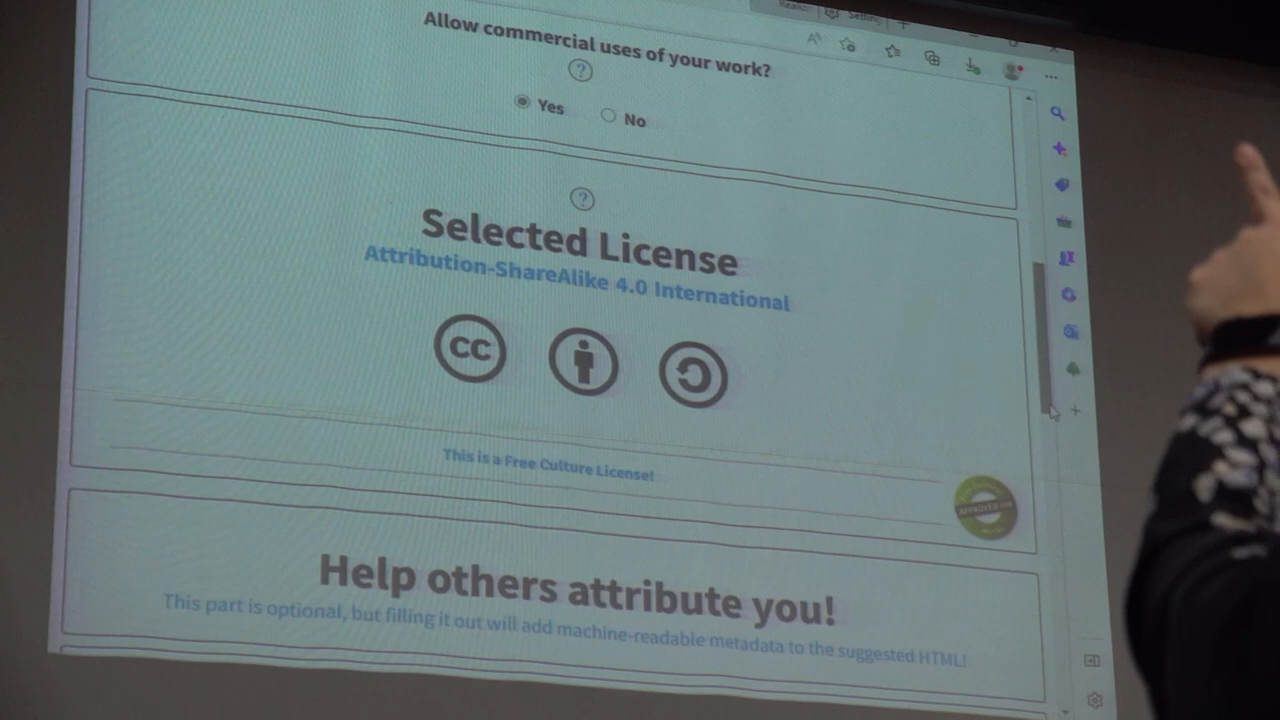 Allow commercial uses of your work?
?
Yes No
?
Selected License
Attribution-ShareAlike 4.0 International
cc
This is a Free Culture License!
Help others attribute you!
This part is optional, but filling it out will add machine-readable metadata to the suggested HTML!